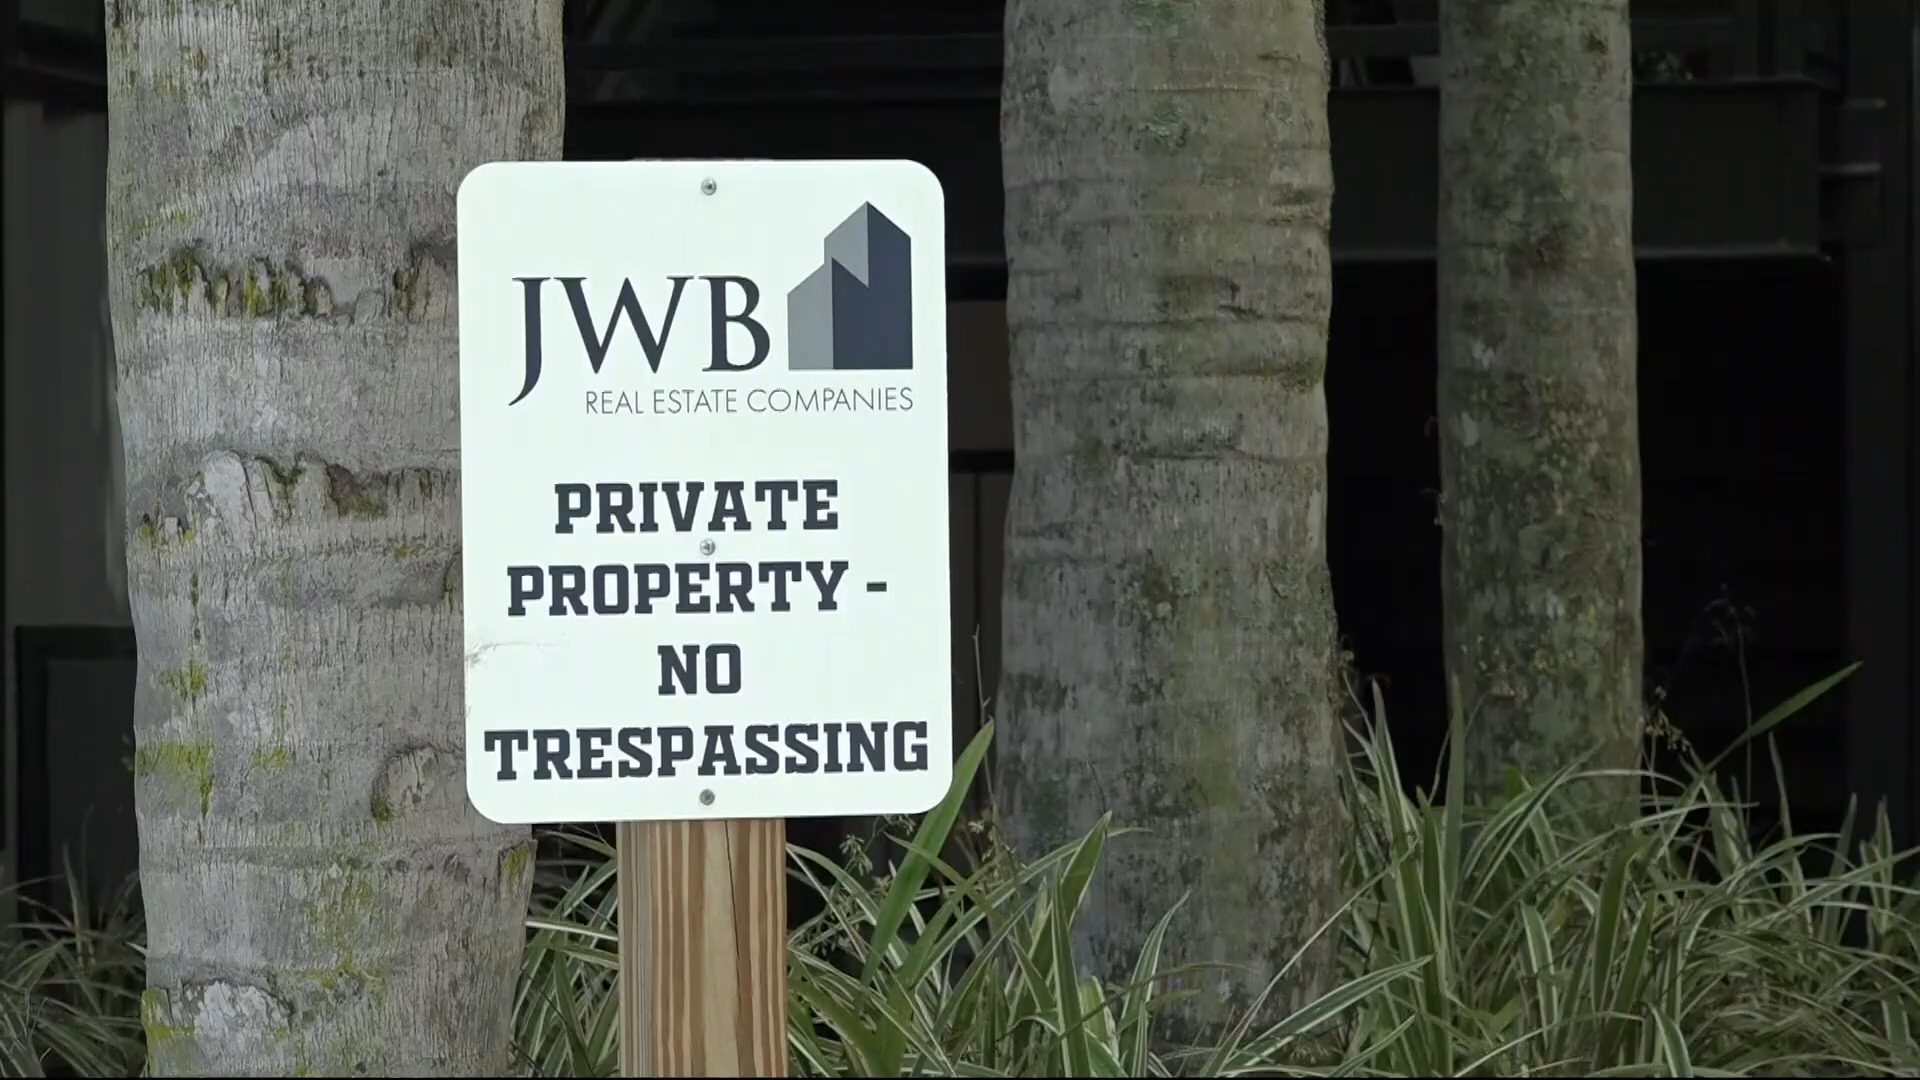 JWB
REAL ESTATE COMPANIES
PRIVATE
PROPERTY -
NO
TRESPASSING